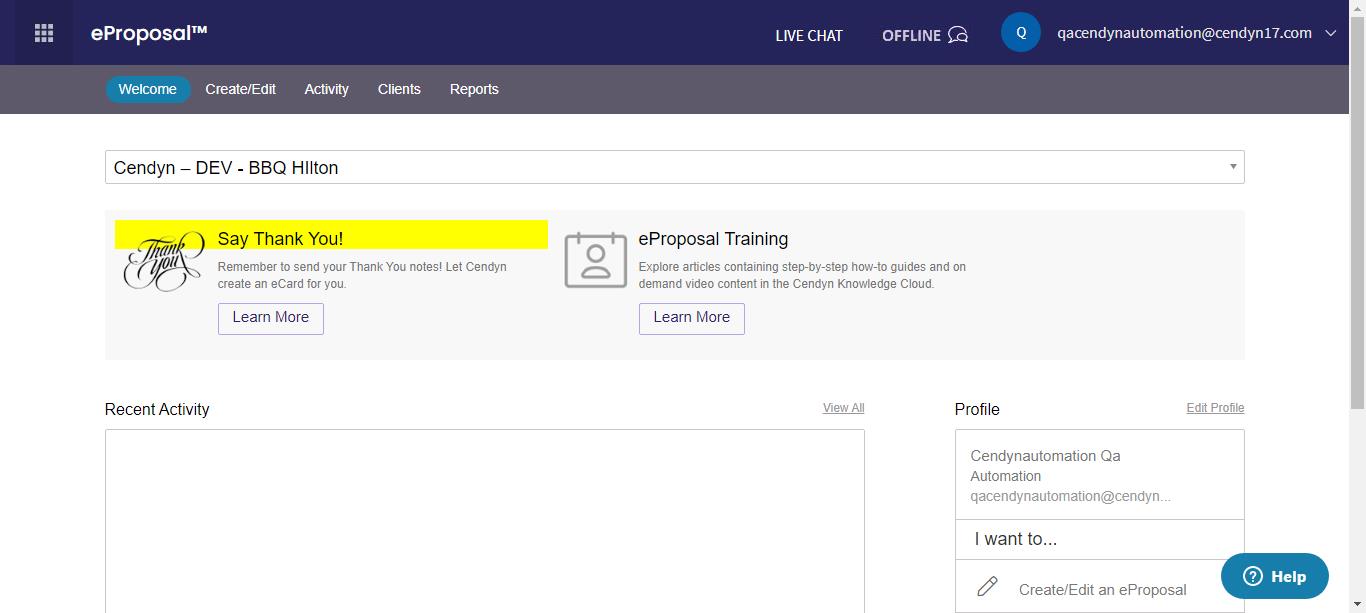 eProposal™
LIVE CHAT
OFFLINE
Q
qacendynautomation@cendyn17.com
Welcome
Create/Edit
Activity
Clients
Reports
Cendyn – DEV - BBQ HIlton
Thank You
Say Thank You!
Remember to send your Thank You notes! Let Cendyn
create an eCard for you.
Learn More
eProposal Training
Explore articles containing step-by-step how-to guides and on
demand video content in the Cendyn Knowledge Cloud.
Learn More
Recent Activity
View All
Profile
Edit Profile
Cendynautomation Qa
Automation
qacendynautomation@cendyn...
I want to...
Create/Edit an eProposal
? Help